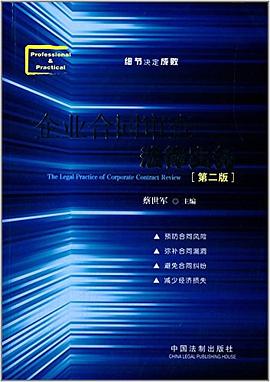 Professional
&
Practical
细节决定成败
企业合同审查
法律实务
The Legal Practice of Corporate Contract Review
[第二版]
蔡世军 主编
预防合同风险
弥补合同漏洞
避免合同纠纷
减少经济损失
中国法制出版社
CHINA LEGAL PUBLISHING HOUSE